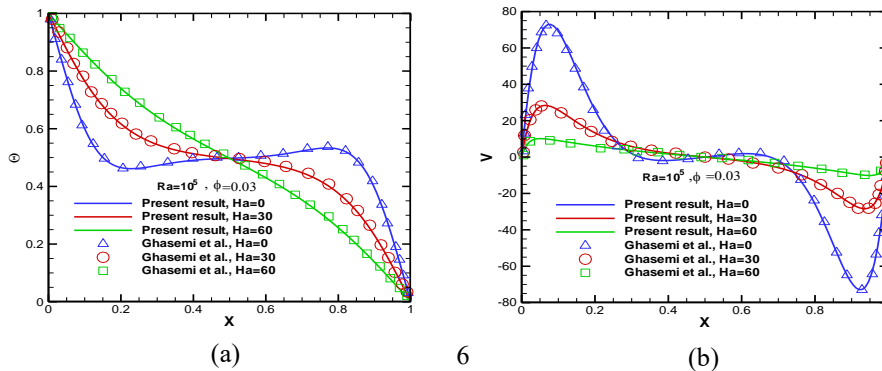 1
0.8
0.6
0.4
0.2
0
Θ
Ra=10⁵ , ϕ=0.03
Present result, Ha=0
Present result, Ha=30
Present result, Ha=60
Ghasemi et al., Ha=0
Ghasemi et al., Ha=30
Ghasemi et al., Ha=60
0 0.2 0.4 0.6 0.8 1
X
(a)
6
80
60
40
20
0
-20
-40
-60
-80
V
Ra=10⁵ ,ϕ=0.03
Present result, Ha=0
Present result, Ha=30
Present result, Ha=60
Ghasemi et al., Ha=0
Ghasemi et al., Ha=30
Ghasemi et al., Ha=60
0 0.2 0.4 0.6 0.8
X
(b)